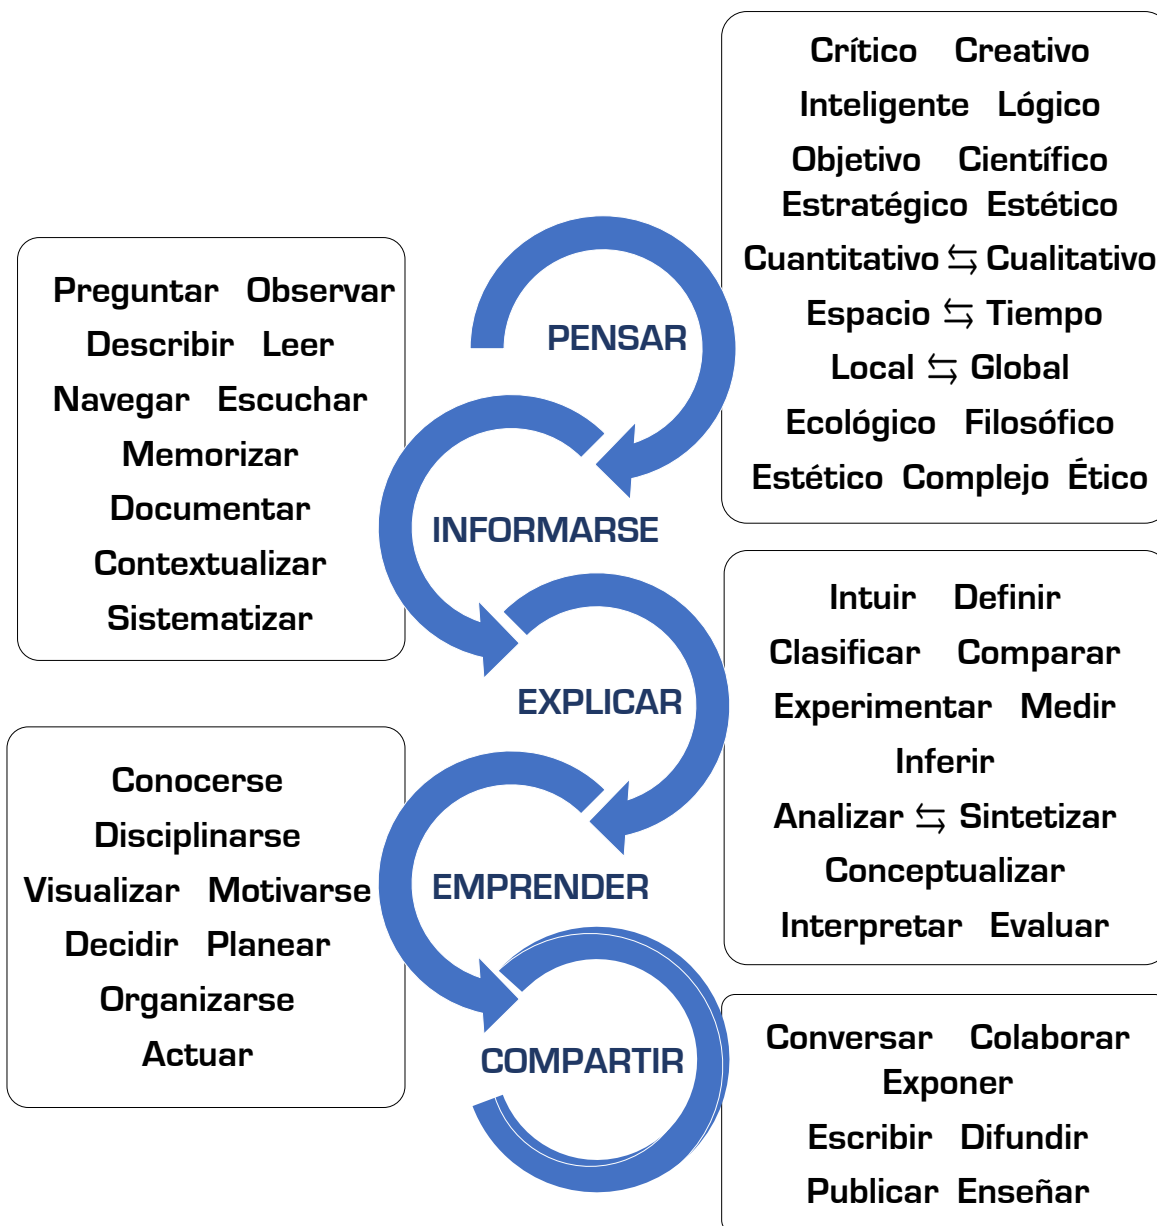 PENSAR
Crítico Creativo
Inteligente Lógico
Objetivo Científico
Estratégico Estético
Cuantitativo ⇆ Cualitativo
Espacio ⇆ Tiempo
Local ⇆ Global
Ecológico Filosófico
Estético Complejo Ético
INFORMARSE
Preguntar Observar
Describir Leer
Navegar Escuchar
Memorizar
Documentar
Contextualizar
Sistematizar
EXPLICAR
Intuir Definir
Clasificar Comparar
Experimentar Medir
Inferir
Analizar ⇆ Sintetizar
Conceptualizar
Interpretar Evaluar
EMPRENDER
Conocerse
Disciplinarse
Visualizar Motivarse
Decidir Planear
Organizarse
Actuar
COMPARTIR
Conversar Colaborar
Exponer
Escribir Difundir
Publicar Enseñar